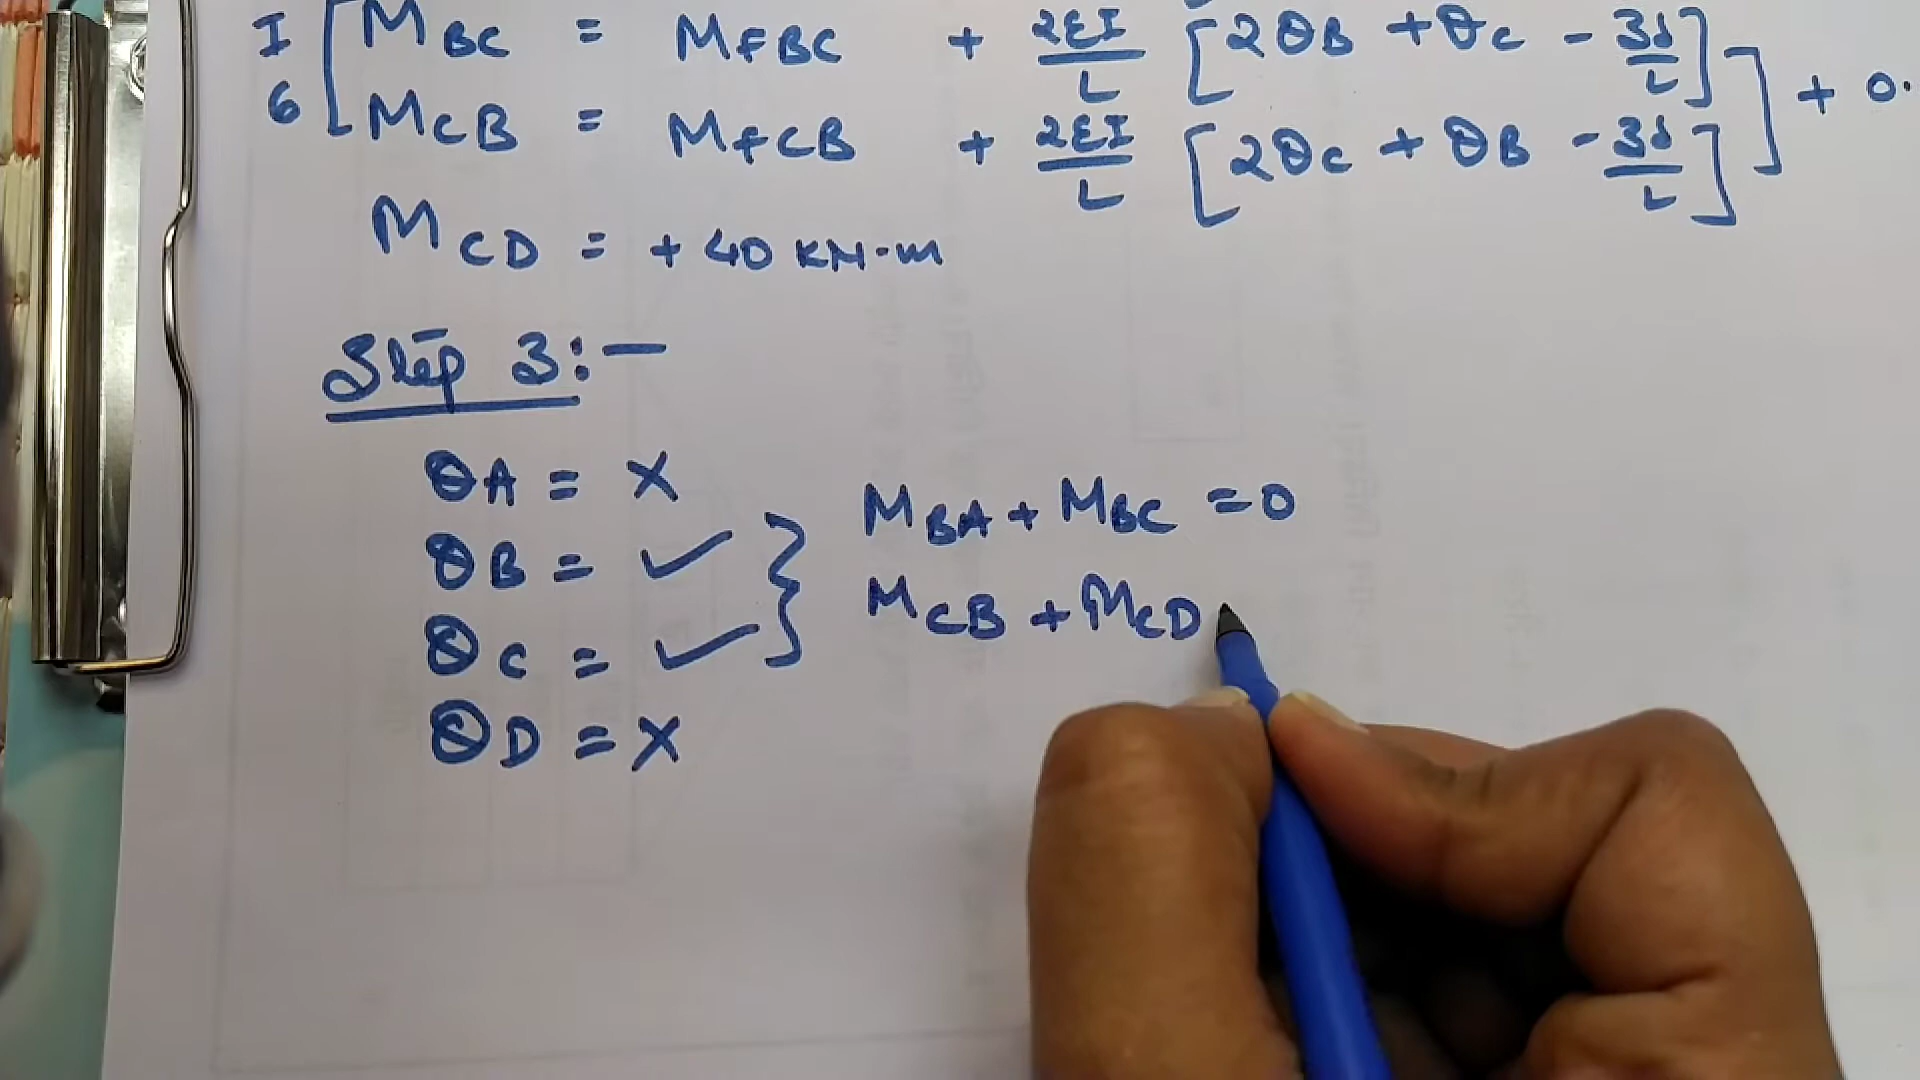 I [MBC = MFBC + 2EI/L [2θB + θC - 3δ/L]
6 [MCB = MFCB + 2EI/L [2θC + θB - 3δ/L] ] + 0.
MCD = + 40 KN-m
Step 3:-
θA = X
θB = ✓ } MBA + MBC = 0
θC = ✓ } MCB + MCD
θD = X